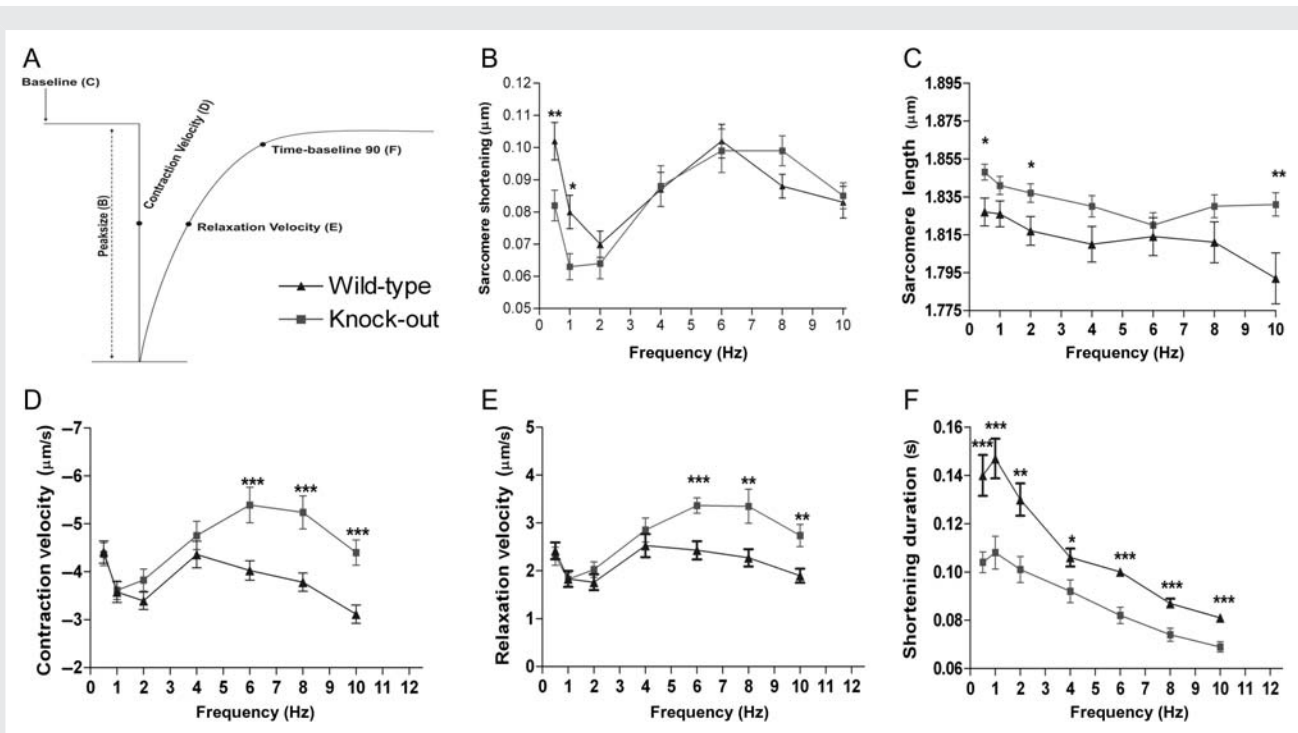 A
Baseline (C)
Peaksize (B)
Contraction Velocity (D)
Time-baseline 90 (F)
Relaxation Velocity (E)
Wild-type
Knock-out
B
Sarcomere shortening (μm)
0.12
0.11
0.10
0.09
0.08
0.07
0.06
0.05
** *
0 1 2 3 4 5 6 7 8 9 10
Frequency (Hz)
C
Sarcomere length (μm)
1.895
1.855
1.815
1.795
1.775
* * **
0 1 2 3 4 5 6 7 8 9 10
Frequency (Hz)
D
Contraction velocity (μm/s)
–7
–6
–5
–4
–3
–2
*** *** ***
0 1 2 3 4 5 6 7 8 9 10 11 12
Frequency (Hz)
E
Relaxation velocity (μm/s)
5
4
3
2
1
0
*** ** **
0 1 2 3 4 5 6 7 8 9 10 11 12
Frequency (Hz)
F
Shortening duration (s)
0.16
0.14
0.12
0.10
0.08
0.06
*** *** ** * *** *** ***
0 1 2 3 4 5 6 7 8 9 10 11 12
Frequency (Hz)